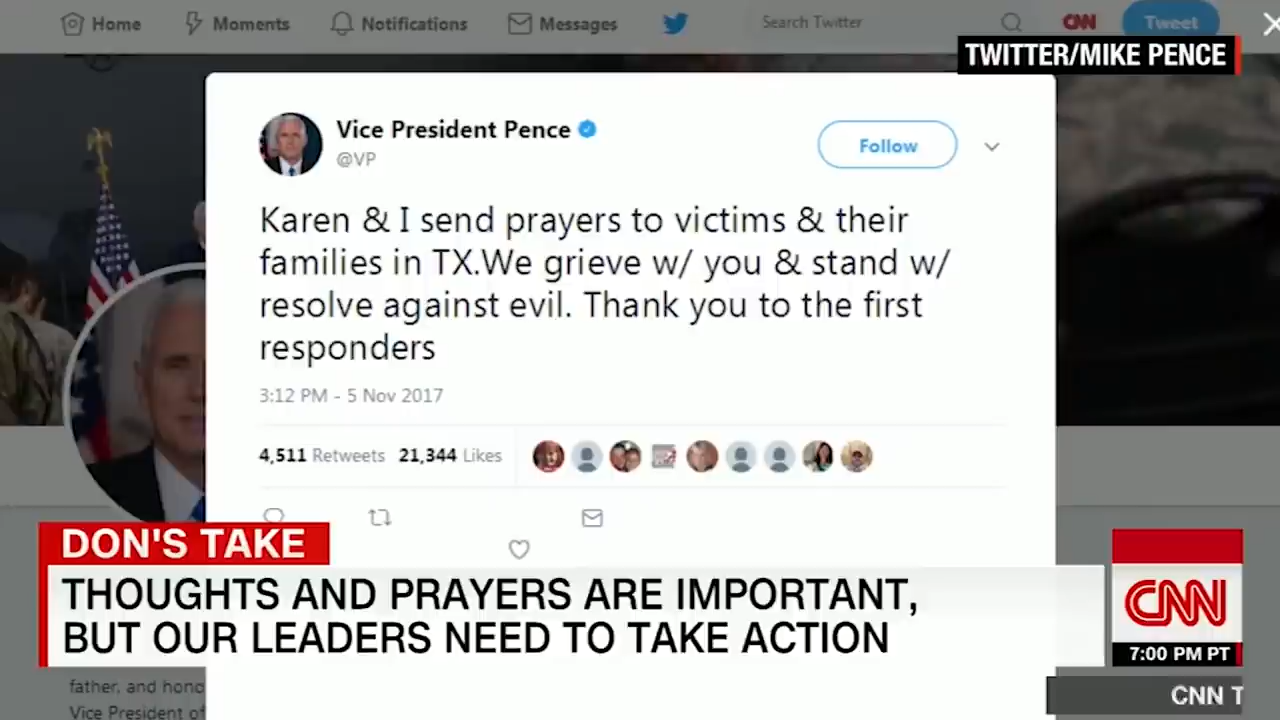 Home
Moments
Notifications
Messages
Search Twitter
CNN
Tweet
TWITTER/MIKE PENCE
Vice President Pence
@VP
Follow
Karen & I send prayers to victims & their
families in TX.We grieve w/ you & stand w/
resolve against evil. Thank you to the first
responders
3:12 PM - 5 Nov 2017
4,511 Retweets 21,344 Likes
DON'S TAKE
THOUGHTS AND PRAYERS ARE IMPORTANT,
BUT OUR LEADERS NEED TO TAKE ACTION
CNN
7:00 PM PT
father, and hono
Vice President of
CNN T